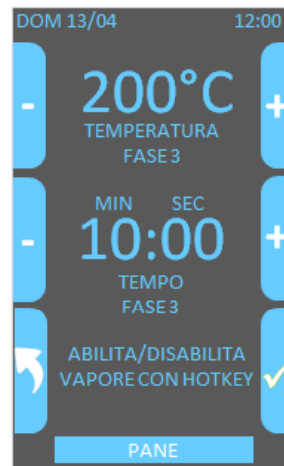 DOM 13/04 12:00
- 200°C +
TEMPERATURA
FASE 3
MIN SEC
- 10:00 +
TEMPO
FASE 3
ABILITA/DISABILITA
VAPORE CON HOTKEY
PANE